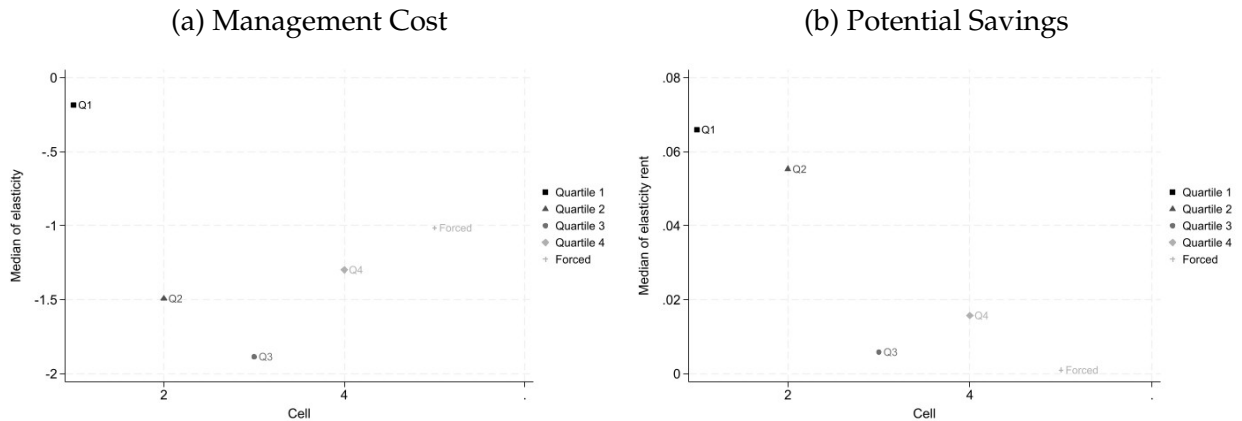 (a) Management Cost
0
-.5
-1
-1.5
-2
Median of elasticity
Q1
Q2
Q3
Q4
Forced
2
4
.
Cell
Quartile 1
Quartile 2
Quartile 3
Quartile 4
Forced
(b) Potential Savings
.08
.06
.04
.02
0
Median of elasticity rent
Q1
Q2
Q3
Q4
Forced
2
4
.
Cell
Quartile 1
Quartile 2
Quartile 3
Quartile 4
Forced